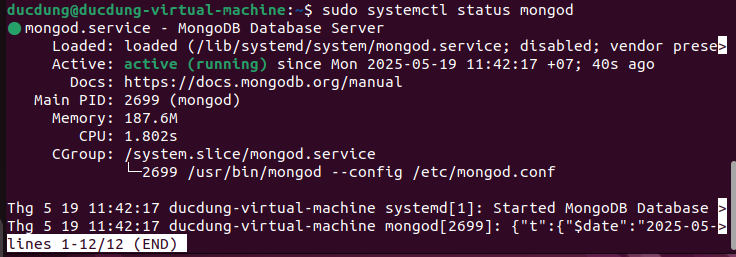 ducdung@ducdung-virtual-machine:~$ sudo systemctl status mongod
● mongod.service - MongoDB Database Server
     Loaded: loaded (/lib/systemd/system/mongod.service; disabled; vendor prese>
     Active: active (running) since Mon 2025-05-19 11:42:17 +07; 40s ago
       Docs: https://docs.mongodb.org/manual
   Main PID: 2699 (mongod)
     Memory: 187.6M
        CPU: 1.802s
     CGroup: /system.slice/mongod.service
             └─2699 /usr/bin/mongod --config /etc/mongod.conf
Thg 5 19 11:42:17 ducdung-virtual-machine systemd[1]: Started MongoDB Database >
Thg 5 19 11:42:17 ducdung-virtual-machine mongod[2699]: {"t":{"$date":"2025-05->
lines 1-12/12 (END)